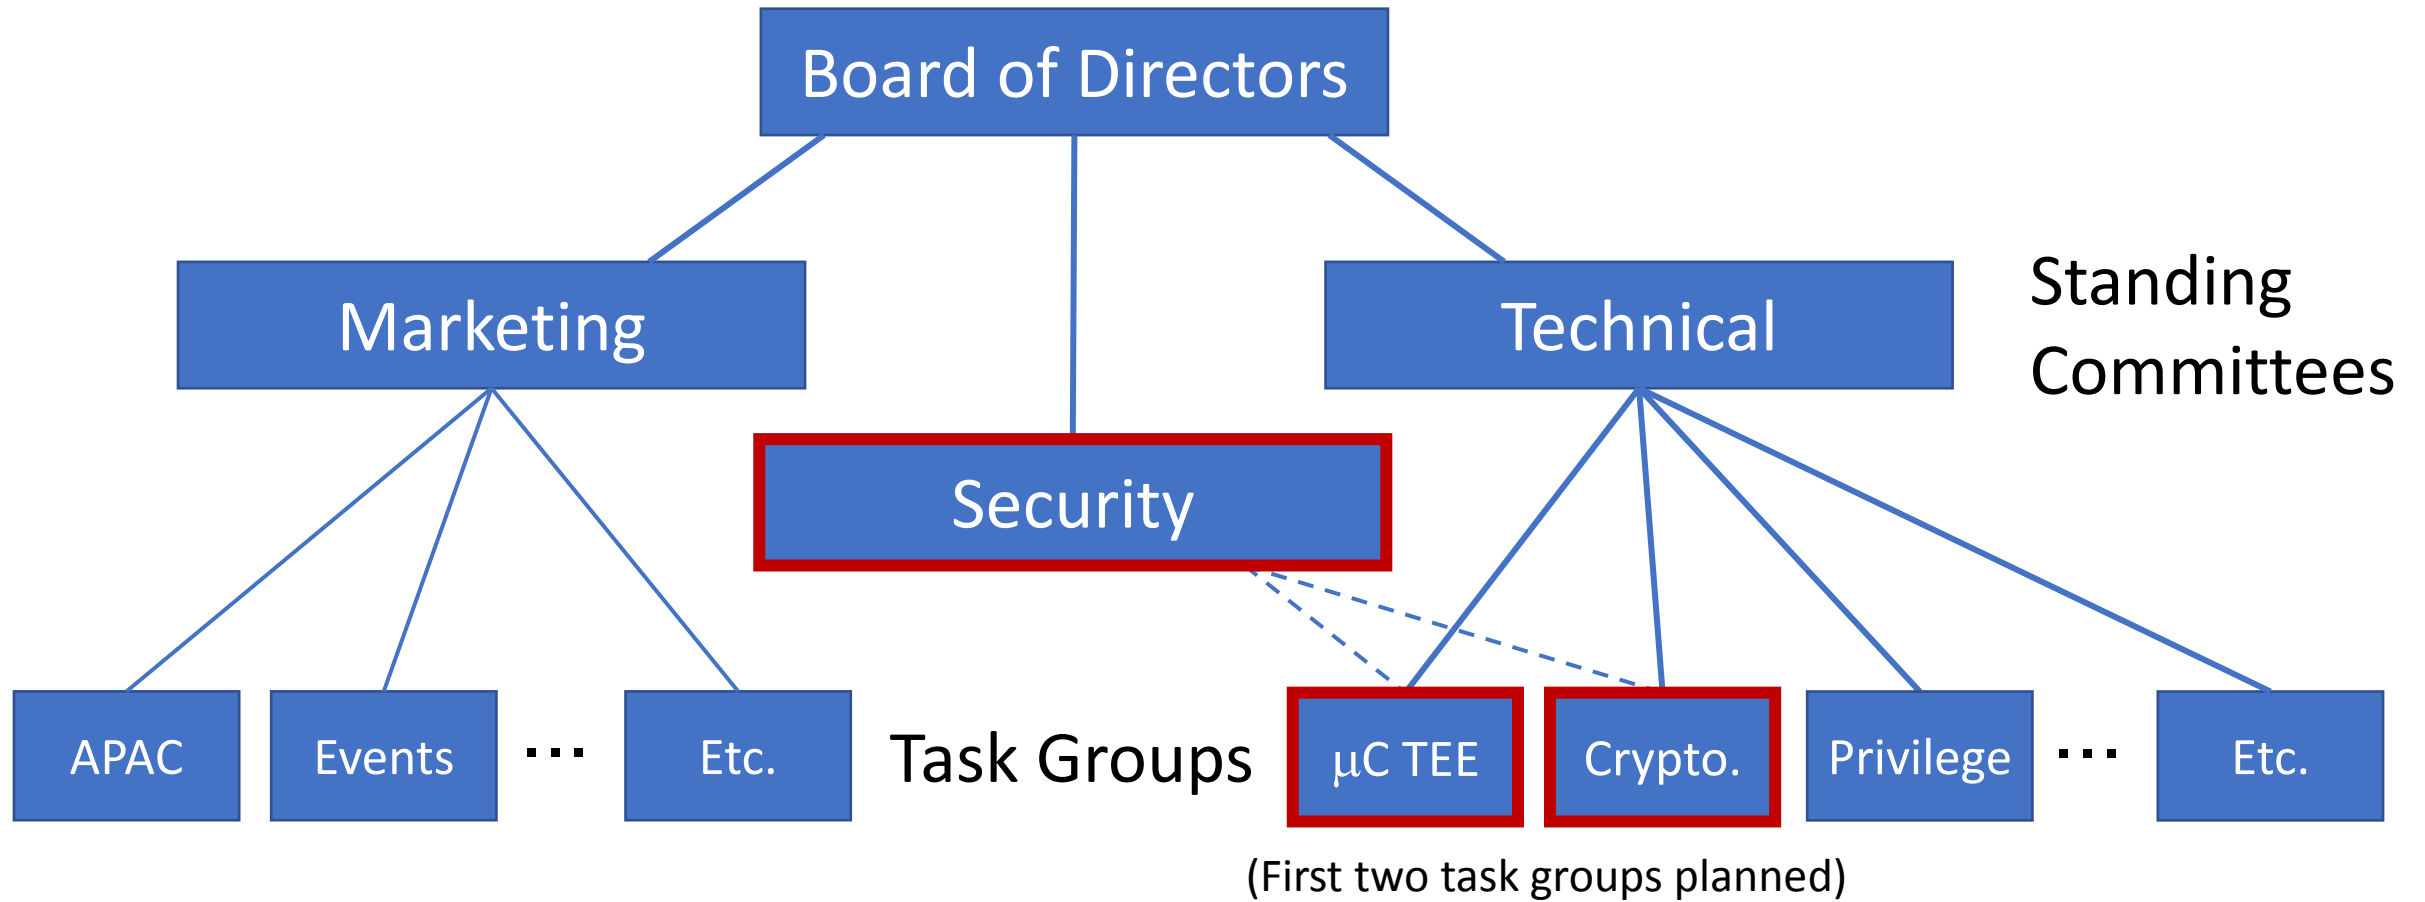 Board of Directors
Marketing
Technical
Standing
Committees
Security
APAC
Events
...
Etc.
Task Groups
μC TEE
Crypto.
Privilege
...
Etc.
(First two task groups planned)